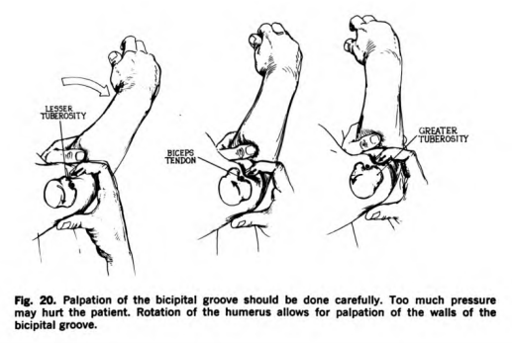 LESSER
TUBEROSITY
BICEPS
TENDON
GREATER
TUBEROSITY
Fig. 20. Palpation of the bicipital groove should be done carefully. Too much pressure
may hurt the patient. Rotation of the humerus allows for palpation of the walls of the
bicipital groove.